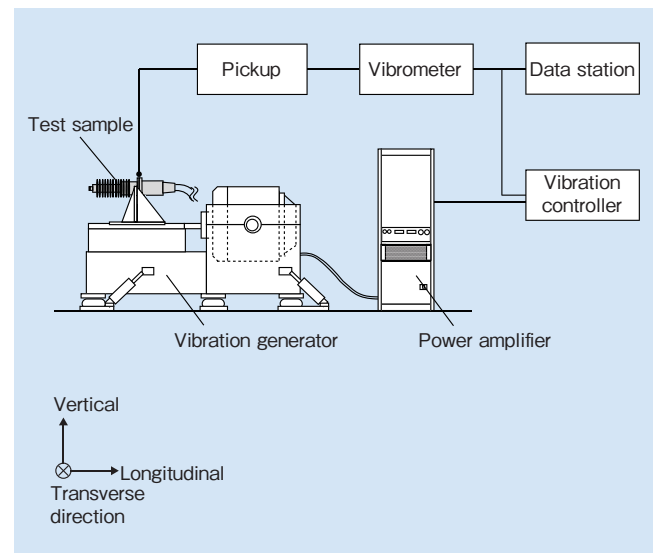 Pickup
Vibrometer
Data station
Test sample
Vibration
controller
Vibration generator
Power amplifier
Vertical
Longitudinal
Transverse
direction